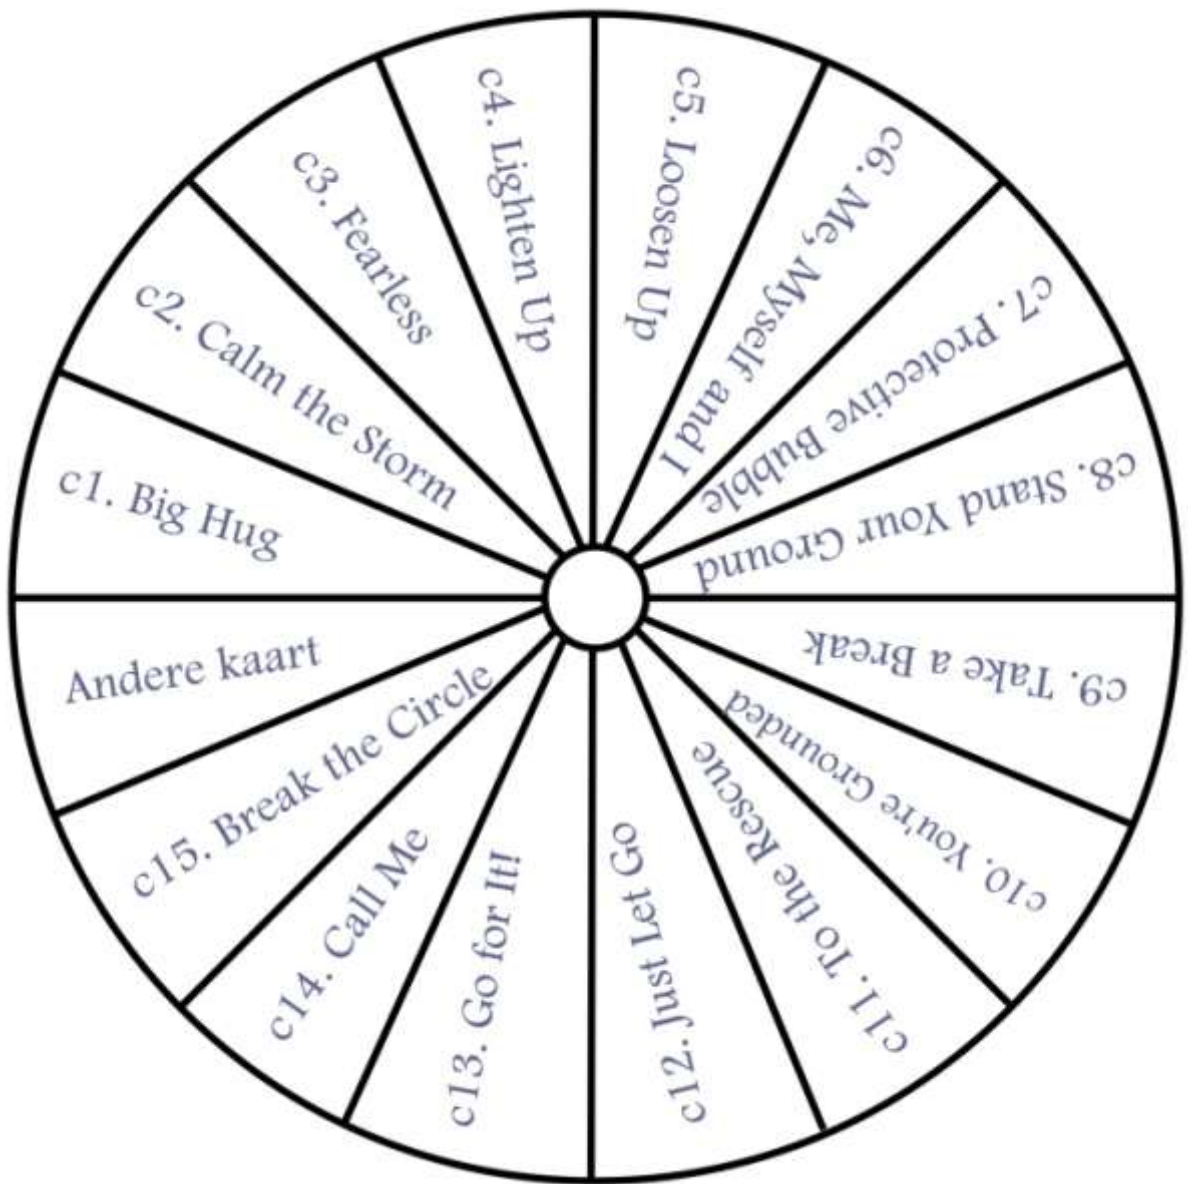 c1. Big Hug
c2. Calm the Storm
c3. Fearless
c4. Lighten Up
c5. Loosen Up
c6. Me, Myself and I
c7. Protective Bubble
c8. Stand Your Ground
c9. Take a Break
c10. You're Grounded
c11. To the Rescue
c12. Just Let Go
c13. Go for It!
c14. Call Me
c15. Break the Circle
Andere kaart